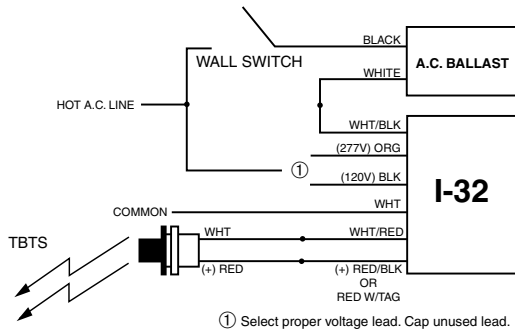 BLACK
WALL SWITCH
A.C. BALLAST
WHITE
HOT A.C. LINE
WHT/BLK
(277V) ORG
①
(120V) BLK
I-32
WHT
COMMON
TBTS
WHT
WHT/RED
(+) RED
(+) RED/BLK
OR
RED W/TAG
① Select proper voltage lead. Cap unused lead.